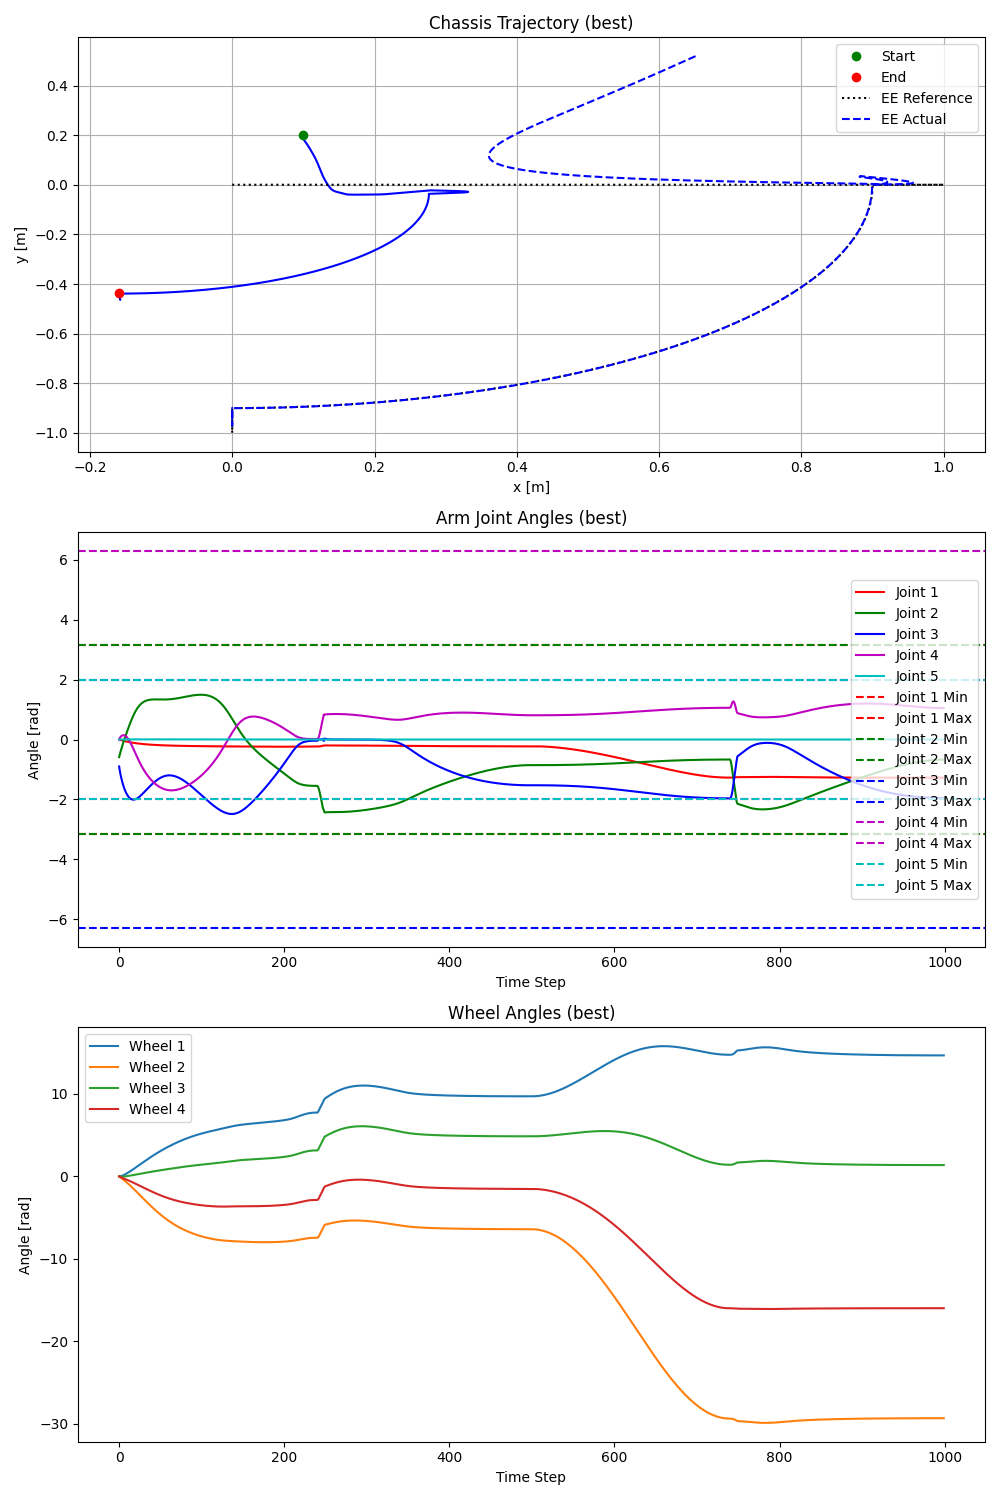 Chassis Trajectory (best)
0.4
0.2
0.0
−0.2
−0.4
−0.6
−0.8
−1.0
y [m]
Start
End
EE Reference
EE Actual
−0.2
0.0
0.2
0.4
0.6
0.8
1.0
x [m]
Arm Joint Angles (best)
6
4
2
0
−2
−4
−6
Angle [rad]
Joint 1
Joint 2
Joint 3
Joint 4
Joint 5
Joint 1 Min
Joint 1 Max
Joint 2 Min
Joint 2 Max
Joint 3 Min
Joint 3 Max
Joint 4 Min
Joint 4 Max
Joint 5 Min
Joint 5 Max
0
200
400
600
800
1000
Time Step
Wheel Angles (best)
10
0
−10
−20
−30
Angle [rad]
Wheel 1
Wheel 2
Wheel 3
Wheel 4
0
200
400
600
800
1000
Time Step